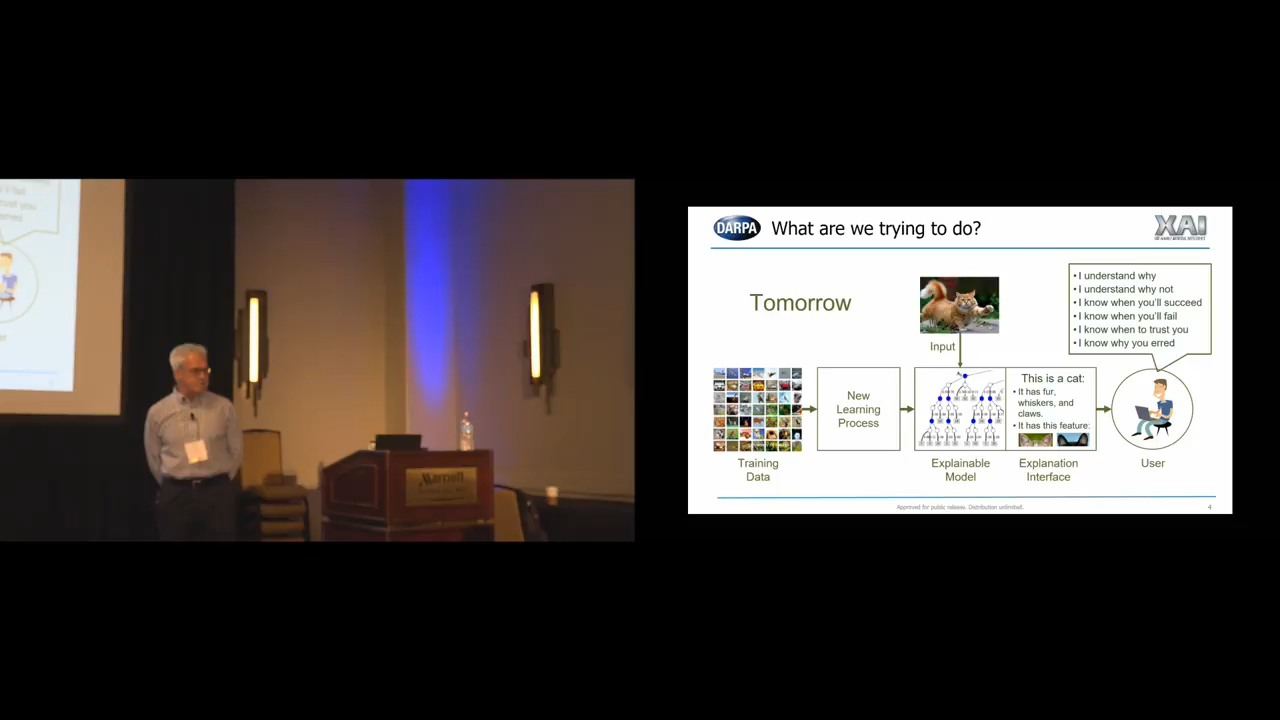 DARPA
What are we trying to do?
XAI
Tomorrow
Input
• I understand why
• I understand why not
• I know when you'll succeed
• I know when you'll fail
• I know when to trust you
• I know why you erred
New
Learning
Process
This is a cat:
• It has fur,
whiskers, and
claws.
• It has this feature:
Training
Data
Explainable
Model
Explanation
Interface
User
Approved for public release. Distribution unlimited.
4
trust you
erred
Marriott